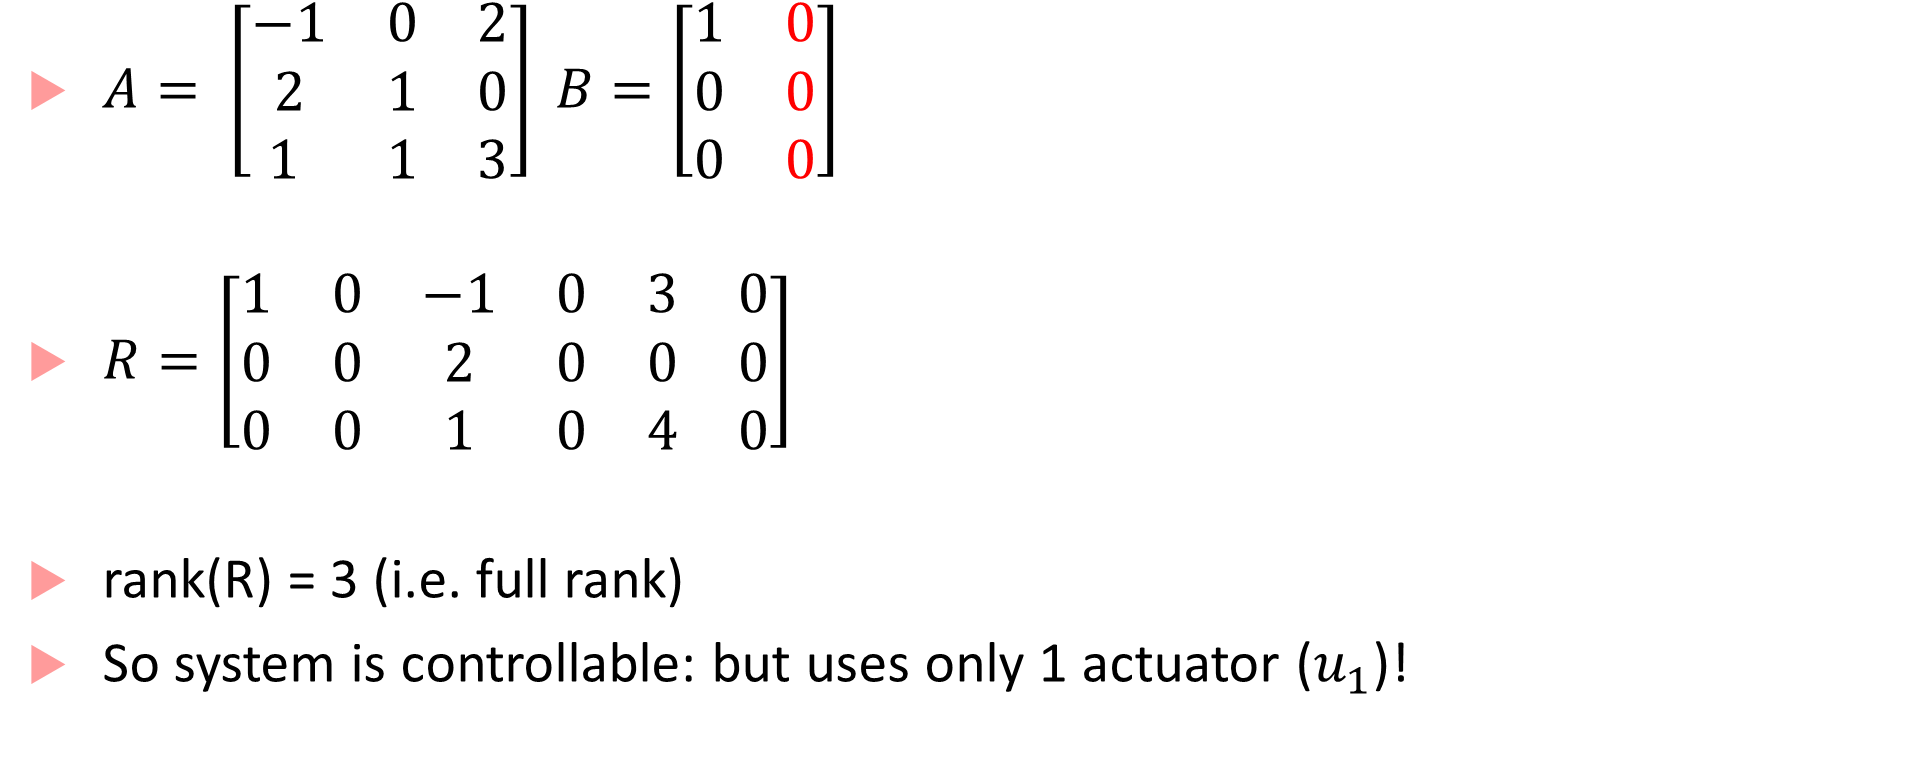 A = [−1 0 2; 2 1 0; 1 1 3] B = [1 0; 0 0; 0 0]
R = [1 0 −1 0 3 0; 0 0 2 0 0 0; 0 0 1 0 4 0]
rank(R) = 3 (i.e. full rank)
So system is controllable: but uses only 1 actuator (u₁)!